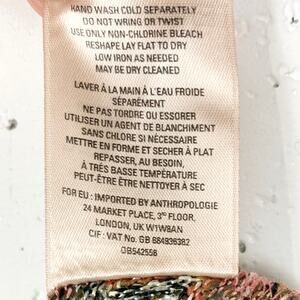 HAND WASH COLD SEPARATELY
DO NOT WRING OR TWIST
USE ONLY NON-CHLORINE BLEACH
RESHAPE LAY FLAT TO DRY
LOW IRON AS NEEDED
MAY BE DRY CLEANED
LAVER À LA MAIN À L'EAU FROIDE
SÉPARÉMENT
NE PAS TORDRE OU ESSORER
UTILISER UN AGENT DE BLANCHIMENT
SANS CHLORE SI NÉCESSAIRE
METTRE EN FORME ET SECHER À PLAT
REPASSER, AU BESOIN,
À TRÈS BASSE TEMPÉRATURE
PEUT-ÊTRE ÊTRE NETTOYER À SEC
FOR EU : IMPORTED BY ANTHROPOLOGIE
24 MARKET PLACE, 3RD FLOOR,
LONDON, UK W1W8AN
CIF : VAT No. GB 684936382
OB542556